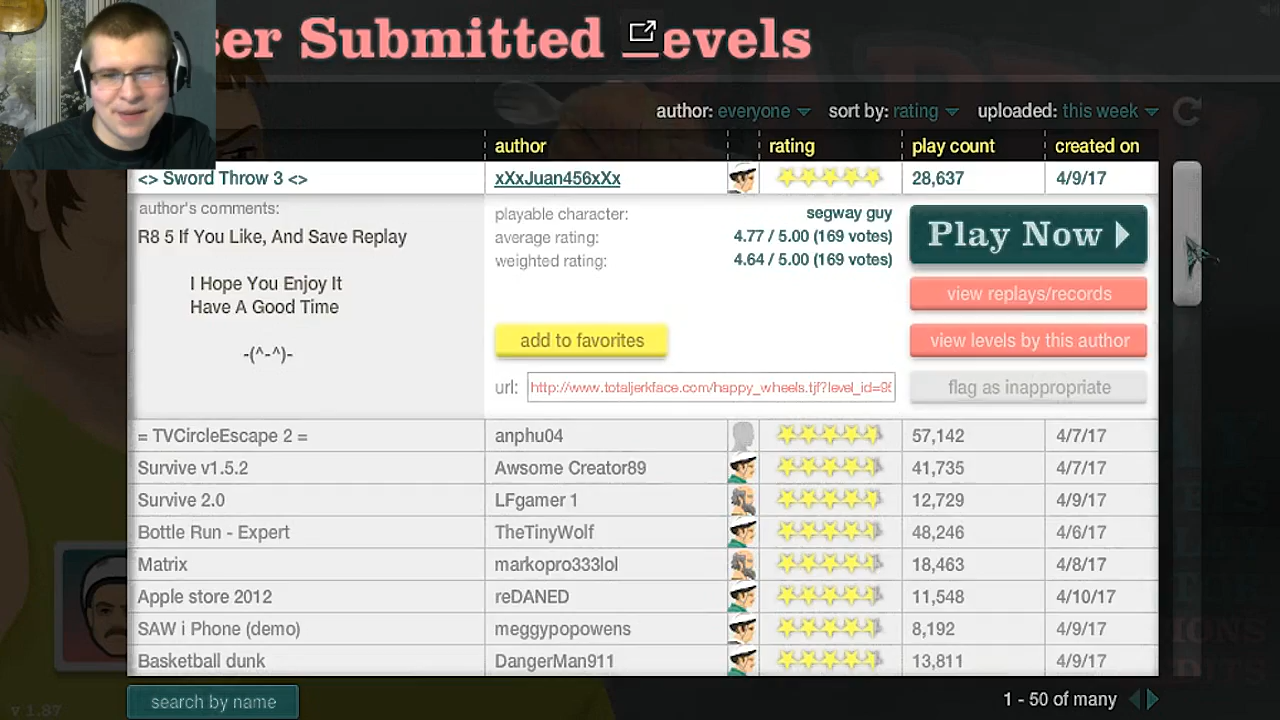 ser Submitted Levels
author: everyone sort by: rating uploaded: this week
author rating play count created on
<> Sword Throw 3 <> xXxJuan456xXx 28,637 4/9/17
author's comments:
R8 5 If You Like, And Save Replay
I Hope You Enjoy It
Have A Good Time
-(^-^)-
playable character: segway guy
average rating: 4.77 / 5.00 (169 votes)
weighted rating: 4.64 / 5.00 (169 votes)
add to favorites
url: http://www.totaljerkface.com/happy_wheels.tjf?level_id=9
Play Now
view replays/records
view levels by this author
flag as inappropriate
= TVCircleEscape 2 = anphu04 57,142 4/7/17
Survive v1.5.2 Awsome Creator89 41,735 4/7/17
Survive 2.0 LFgamer 1 12,729 4/9/17
Bottle Run - Expert TheTinyWolf 48,246 4/6/17
Matrix markopro333lol 18,463 4/8/17
Apple store 2012 reDANED 11,548 4/10/17
SAW i Phone (demo) meggypopowens 8,192 4/9/17
Basketball dunk DangerMan911 13,811 4/9/17
search by name 1 - 50 of many
v 1.87